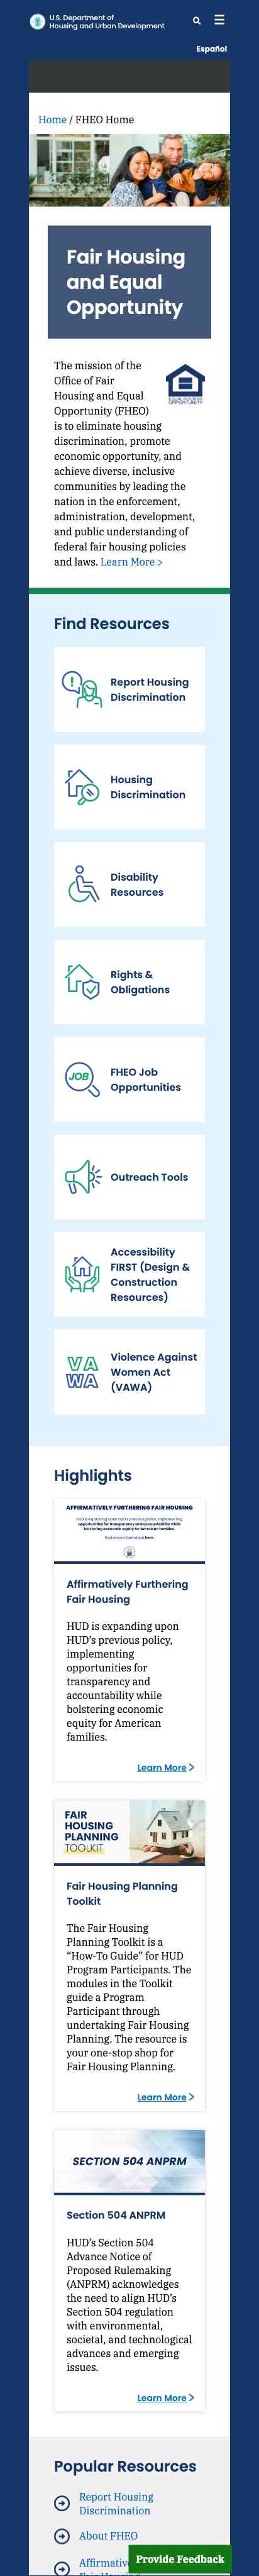 U.S. Department of
Housing and Urban Development
Español
Home / FHEO Home
Fair Housing
and Equal
Opportunity
The mission of the
Office of Fair
Housing and Equal
Opportunity (FHEO)
is to eliminate housing
discrimination, promote
economic opportunity, and
achieve diverse, inclusive
communities by leading the
nation in the enforcement,
administration, development,
and public understanding of
federal fair housing policies
and laws. Learn More >
EQUAL HOUSING
OPPORTUNITY
Find Resources
Report Housing
Discrimination
Housing
Discrimination
Disability
Resources
Rights &
Obligations
JOB
FHEO Job
Opportunities
Outreach Tools
Accessibility
FIRST (Design &
Construction
Resources)
VA
WA
Violence Against
Women Act
(VAWA)
Highlights
AFFIRMATIVELY FURTHERING FAIR HOUSING
HUD is expanding upon HUD's previous policy, implementing
opportunities for transparency and accountability while
bolstering economic equity for American families.
Read more information here.
Affirmatively Furthering
Fair Housing
HUD is expanding upon
HUD’s previous policy,
implementing
opportunities for
transparency and
accountability while
bolstering economic
equity for American
families.
Learn More >
FAIR
HOUSING
PLANNING
TOOLKIT
Fair Housing Planning
Toolkit
The Fair Housing
Planning Toolkit is a
“How-To Guide” for HUD
Program Participants. The
modules in the Toolkit
guide a Program
Participant through
undertaking Fair Housing
Planning. The resource is
your one-stop shop for
Fair Housing Planning.
Learn More >
SECTION 504 ANPRM
Section 504 ANPRM
HUD’s Section 504
Advance Notice of
Proposed Rulemaking
(ANPRM) acknowledges
the need to align HUD’s
Section 504 regulation
with environmental,
societal, and technological
advances and emerging
issues.
Learn More >
Popular Resources
Report Housing
Discrimination
About FHEO
Provide Feedback